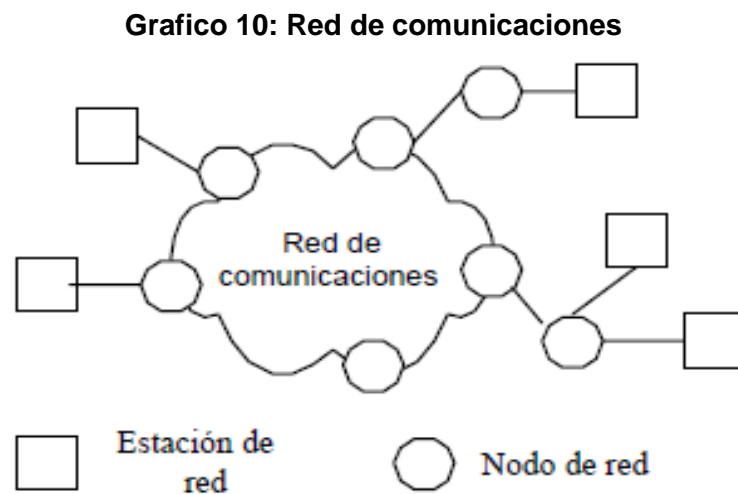 Grafico 10: Red de comunicaciones
Red de
comunicaciones
Estación de
red
Nodo de red